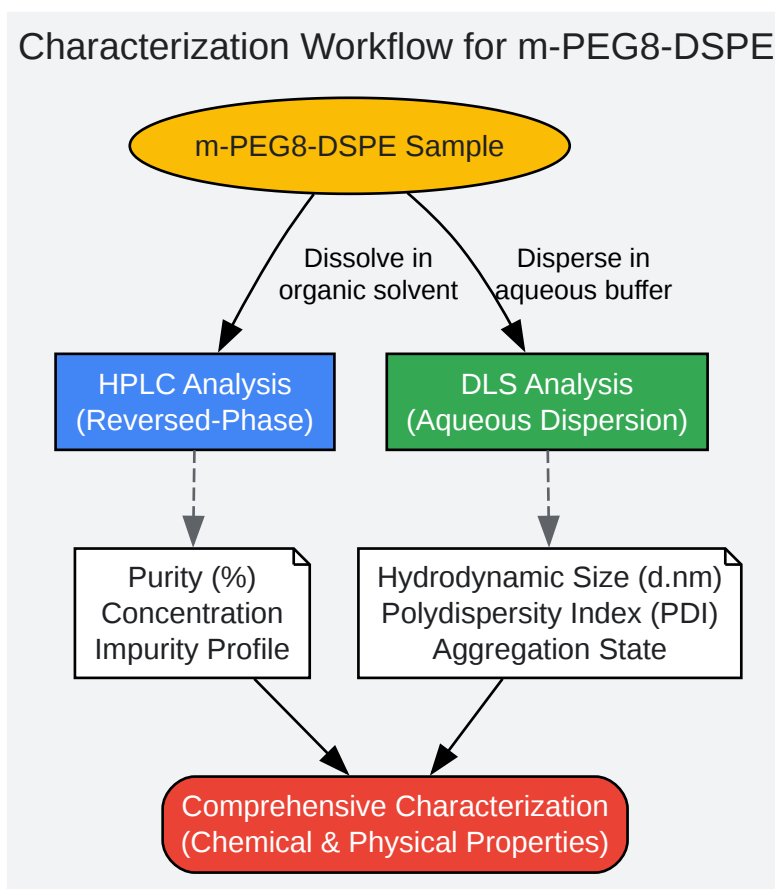 Characterization Workflow for m-PEG8-DSPE
m-PEG8-DSPE Sample
Dissolve in
organic solvent
Disperse in
aqueous buffer
HPLC Analysis
(Reversed-Phase)
DLS Analysis
(Aqueous Dispersion)
Purity (%)
Concentration
Impurity Profile
Hydrodynamic Size (d.nm)
Polydispersity Index (PDI)
Aggregation State
Comprehensive Characterization
(Chemical & Physical Properties)